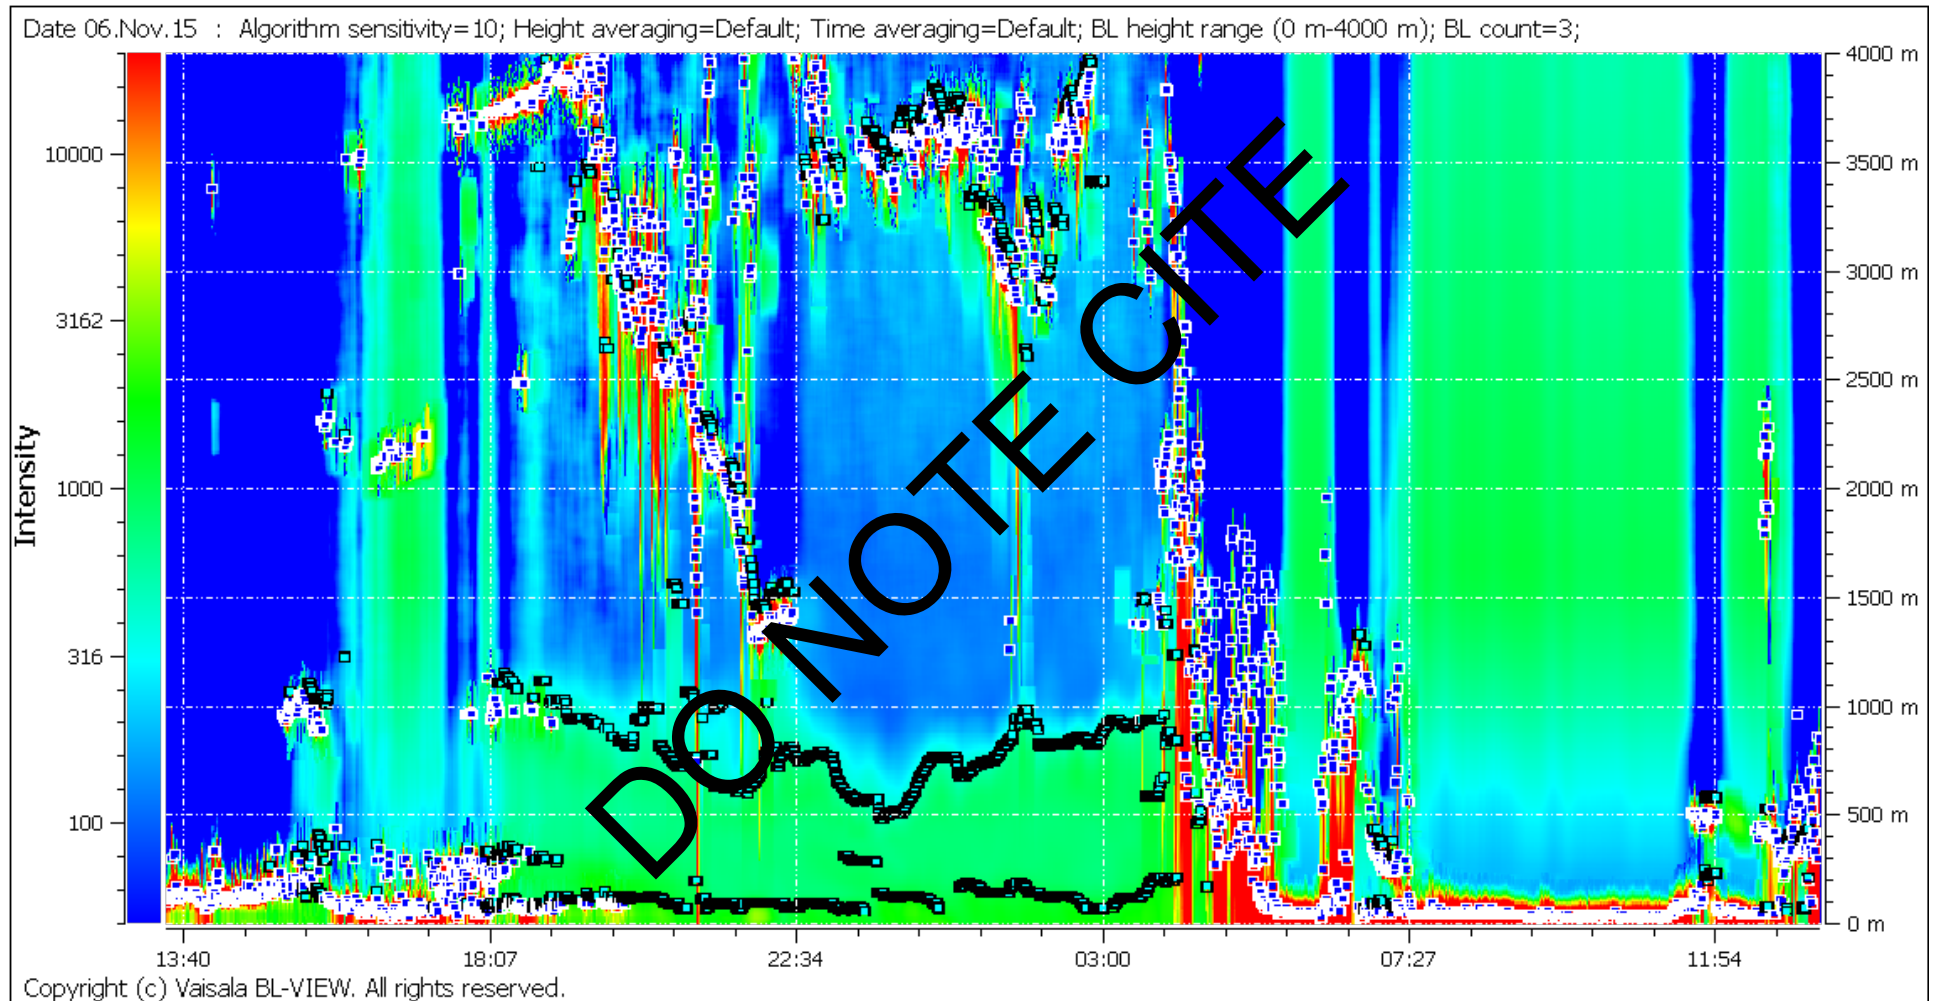 Date 06.Nov.15 : Algorithm sensitivity=10; Height averaging=Default; Time averaging=Default; BL height range (0 m-4000 m); BL count=3;
4000 m
10000
3500 m
3000 m
3162
2500 m
Intensity
1000
2000 m
1500 m
316
1000 m
100
500 m
0 m
DO NOTE CITE
13:40 18:07 22:34 03:00 07:27 11:54
Copyright (c) Vaisala BL-VIEW. All rights reserved.